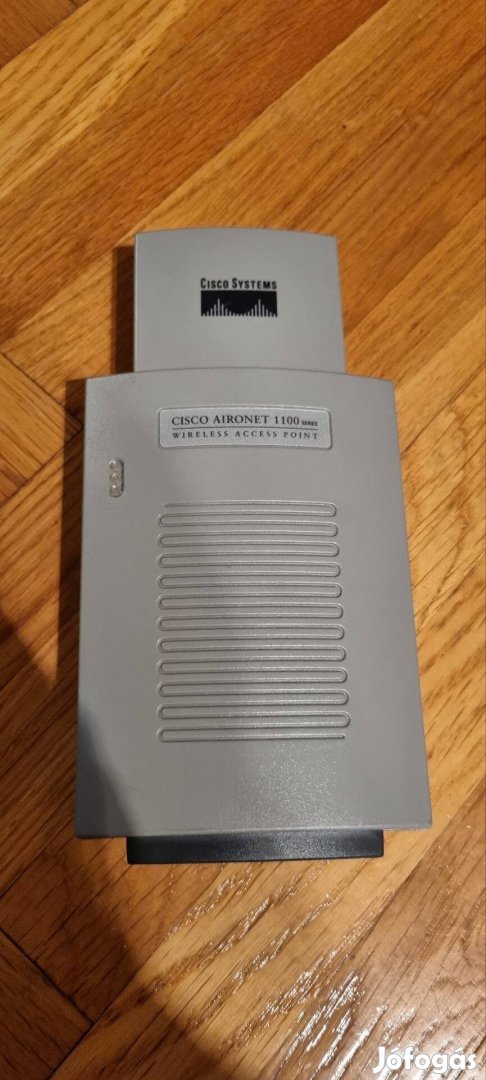 CISCO SYSTEMS
CISCO AIRONET 1100 SERIES
WIRELESS ACCESS POINT
Jófogás